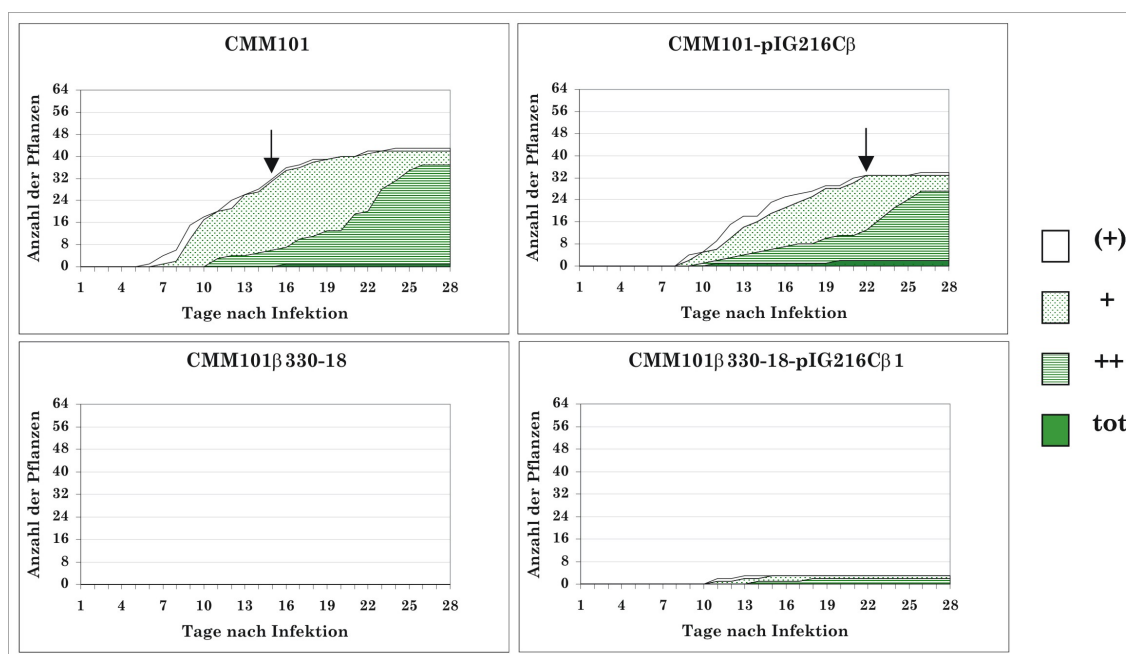 CMM101
Anzahl der Pflanzen
64
56
48
40
32
24
16
8
0
1 4 7 10 13 16 19 22 25 28
Tage nach Infektion
CMM101-pIG216Cβ
Anzahl der Pflanzen
64
56
48
40
32
24
16
8
0
1 4 7 10 13 16 19 22 25 28
Tage nach Infektion
CMM101β330-18
Anzahl der Pflanzen
64
56
48
40
32
24
16
8
0
1 4 7 10 13 16 19 22 25 28
Tage nach Infektion
CMM101β330-18-pIG216Cβ1
Anzahl der Pflanzen
64
56
48
40
32
24
16
8
0
1 4 7 10 13 16 19 22 25 28
Tage nach Infektion
(+)
+
++
tot